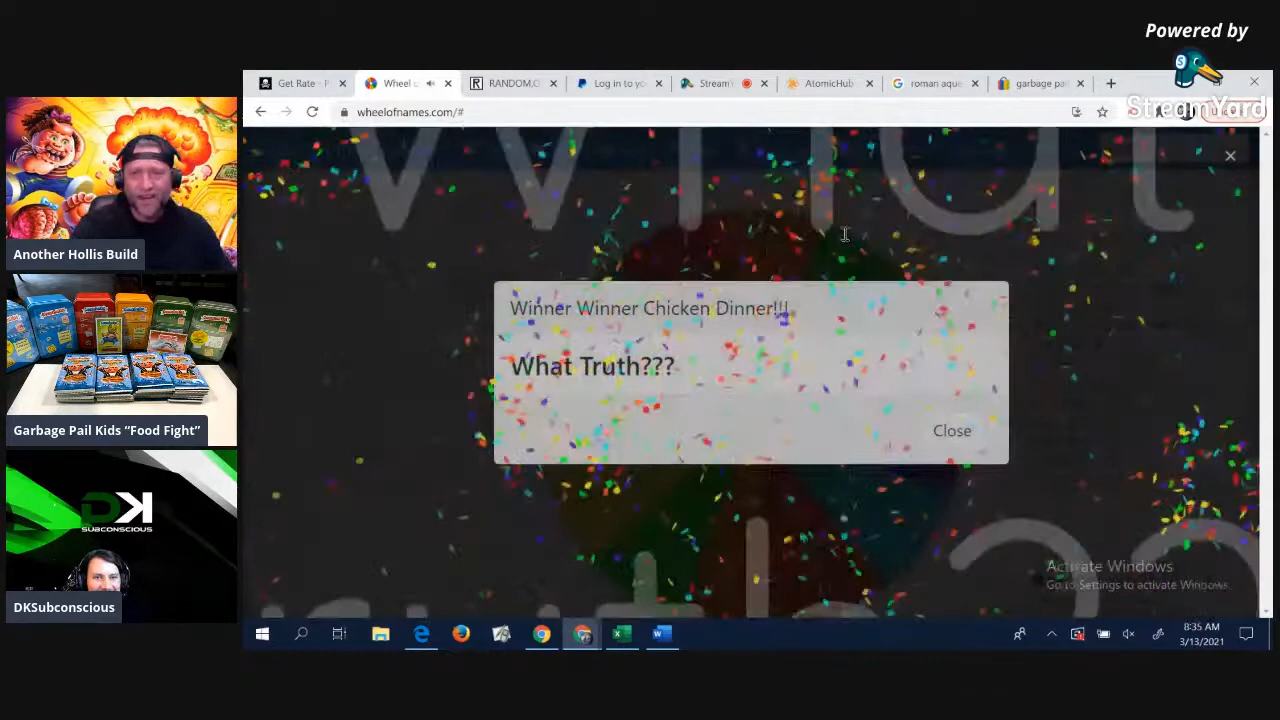 Powered by
StreamYard
Get Rate - P
Wheel o
RANDOM.O
Log in to yo
StreamY
AtomicHub
roman aque
garbage pai
wheelofnames.com/#
What
Winner Winner Chicken Dinner!!!
What Truth???
Close
Another Hollis Build
Garbage Pail Kids “Food Fight”
DK
SUBCONSCIOUS
DKSubconscious
Activate Windows
Go to Settings to activate Windows.
8:35 AM
3/13/2021